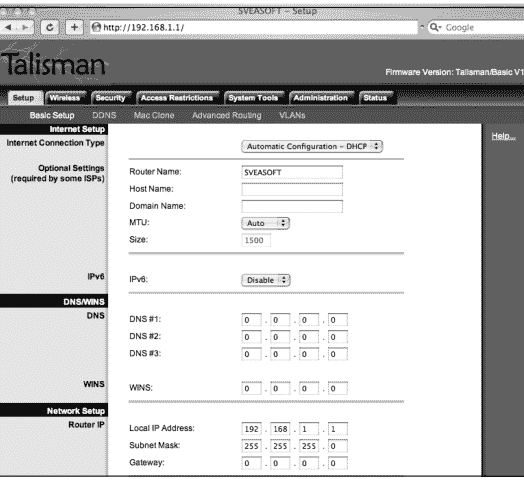 SVEASOFT – Setup
http://192.168.1.1/
Q- Google
Talisman
Firmware Version: Talisman/Basic V1
Setup Wireless Security Access Restrictions System Tools Administration Status
Basic Setup DDNS Mac Clone Advanced Routing VLANs
Internet Setup
Help...
Internet Connection Type
Automatic Configuration – DHCP
Optional Settings
(required by some ISPs)
Router Name: SVEASOFT
Host Name:
Domain Name:
MTU: Auto
Size: 1500
IPv6
IPv6: Disable
DNS/WINS
DNS
DNS #1: 0 . 0 . 0 . 0
DNS #2: 0 . 0 . 0 . 0
DNS #3: 0 . 0 . 0 . 0
WINS
WINS: 0 . 0 . 0 . 0
Network Setup
Router IP
Local IP Address: 192 . 168 . 1 . 1
Subnet Mask: 255 . 255 . 255 . 0
Gateway: 0 . 0 . 0 . 0